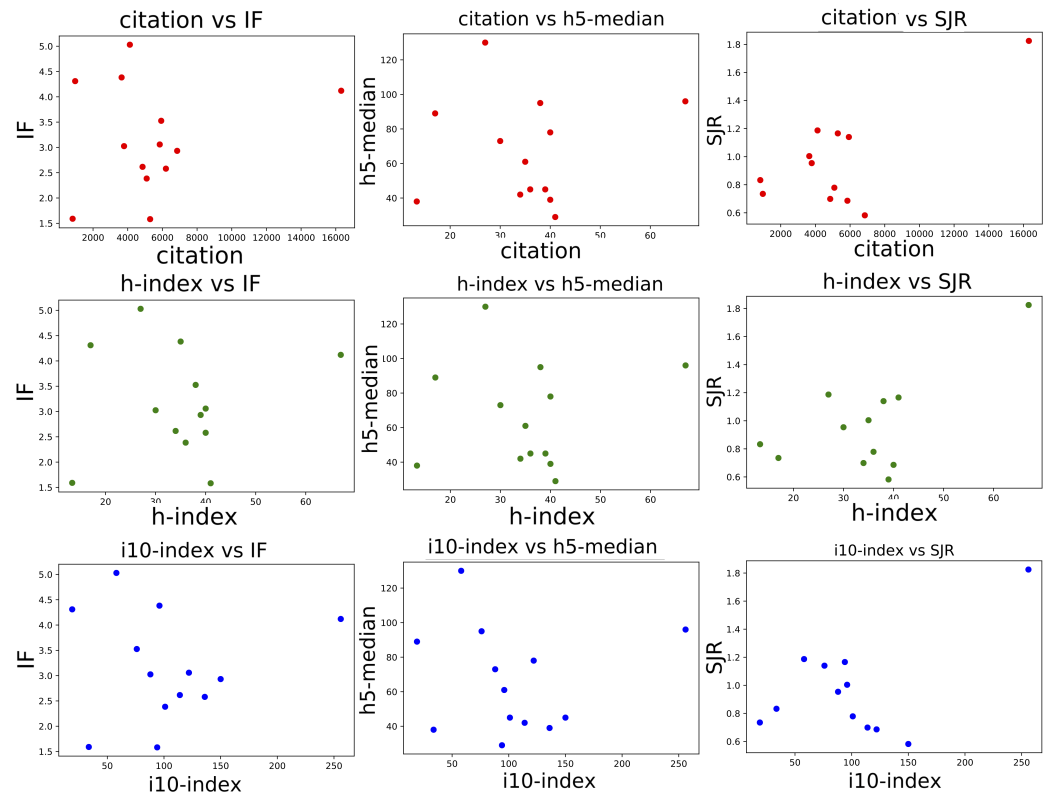 citation vs IF
5.0
4.5
4.0
3.5
3.0
2.5
2.0
1.5
IF
2000 4000 6000 8000 10000 12000 14000 16000
citation
citation vs h5-median
120
100
80
60
40
h5-median
20 30 40 50 60
citation
citation vs SJR
1.8
1.6
1.4
1.2
1.0
0.8
0.6
SJR
2000 4000 6000 8000 10000 12000 14000 16000
citation
h-index vs IF
5.0
4.5
4.0
3.5
3.0
2.5
2.0
1.5
IF
20 30 40 50 60
h-index
h-index vs h5-median
120
100
80
60
40
h5-median
20 30 40 50 60
h-index
h-index vs SJR
1.8
1.6
1.4
1.2
1.0
0.8
0.6
SJR
20 30 40 50 60
h-index
i10-index vs IF
5.0
4.5
4.0
3.5
3.0
2.5
2.0
1.5
IF
50 100 150 200 250
i10-index
i10-index vs h5-median
120
100
80
60
40
h5-median
50 100 150 200 250
i10-index
i10-index vs SJR
1.8
1.6
1.4
1.2
1.0
0.8
0.6
SJR
50 100 150 200 250
i10-index